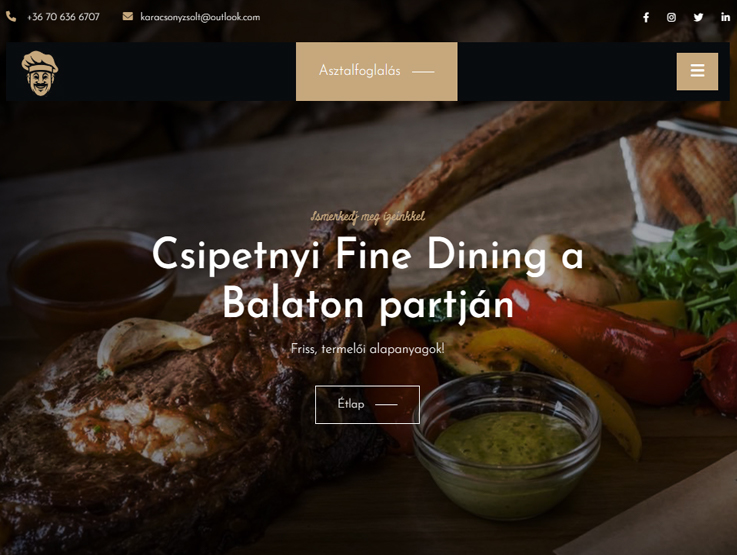 +36 70 636 6707
karacsonyzsolt@outlook.com
Asztalfoglalás
Ismerkedj meg ízeinkkel
Csipetnyi Fine Dining a
Balaton partján
Friss, termelői alapanyagok!
Étlap